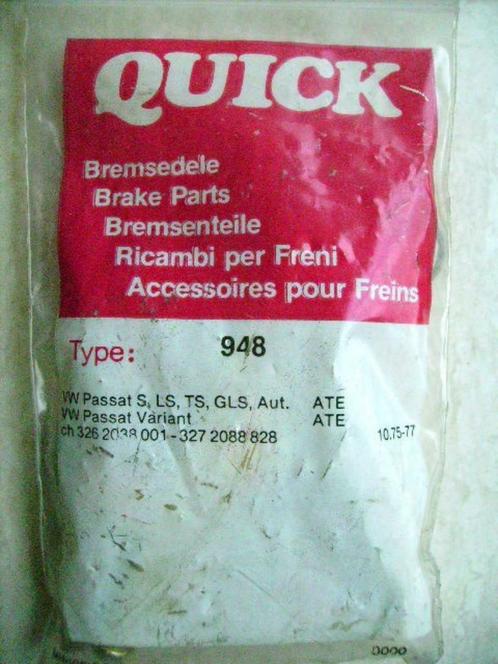 QUICK
Bremsedele
Brake Parts
Bremsenteile
Ricambi per Freni
Accessoires pour Freins
Type: 948
VW Passat S, LS, TS, GLS, Aut. ATE
VW Passat Variant ATE
ch 326 2038 001 - 327 2088 828 10.75-77